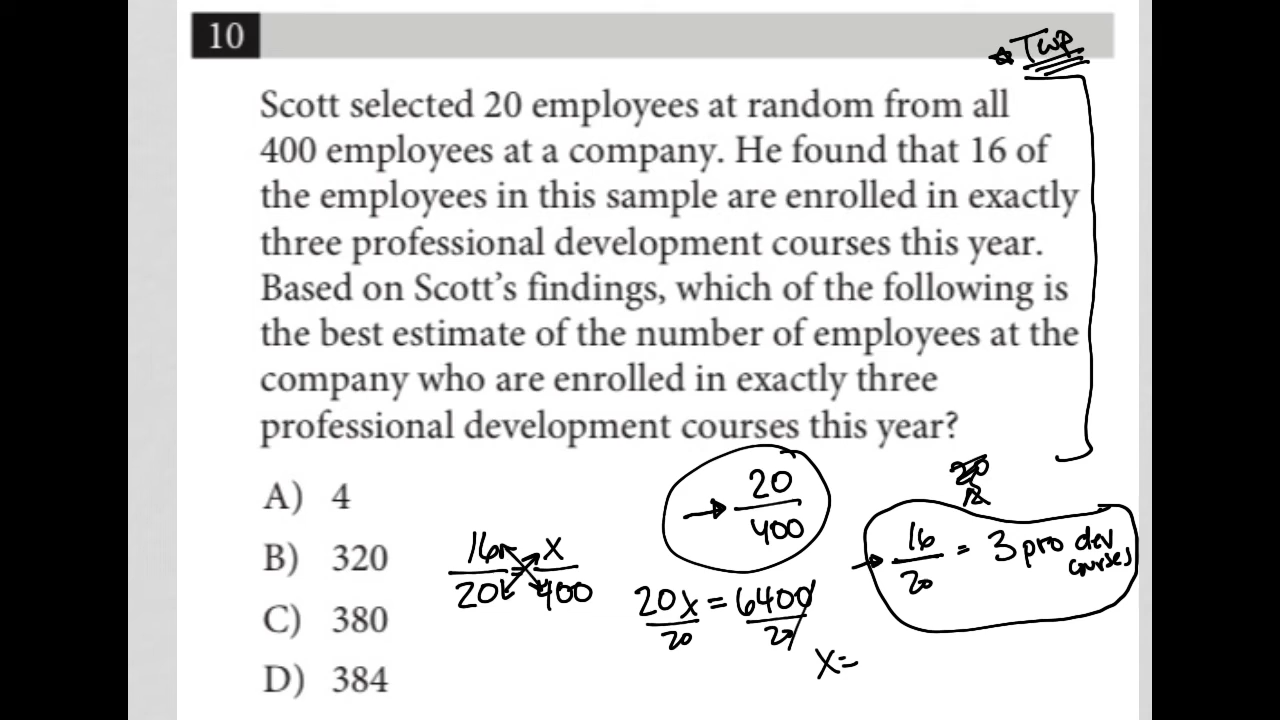 10
☆ TWP
Scott selected 20 employees at random from all
400 employees at a company. He found that 16 of
the employees in this sample are enrolled in exactly
three professional development courses this year.
Based on Scott’s findings, which of the following is
the best estimate of the number of employees at the
company who are enrolled in exactly three
professional development courses this year?
A) 4
B) 320
C) 380
D) 384
20
400
16
20
= 3 pro dev
courses
16/20 = x/400
20x = 6400
20 20
x=